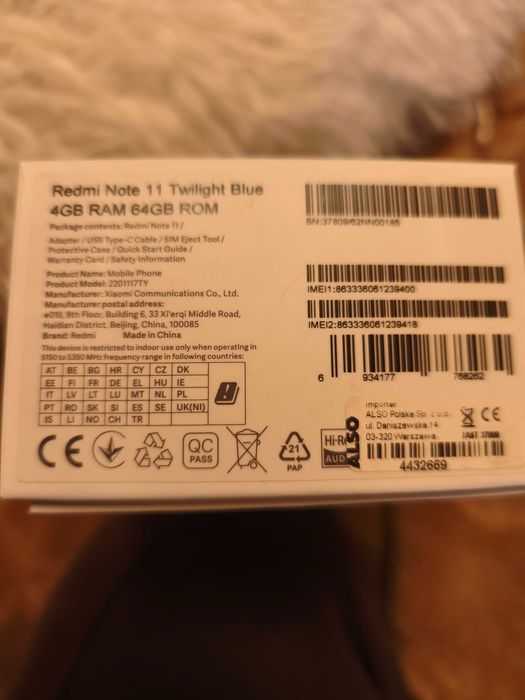 Redmi Note 11 Twilight Blue
4GB RAM 64GB ROM
Package contents: Redmi Note 11 /
Adapter / USB Type-C Cable / SIM Eject Tool /
Protective Case / Quick Start Guide /
Warranty Card / Safety Information
Product Name: Mobile Phone
Product Model: 2201117TY
Manufacturer: Xiaomi Communications Co., Ltd.
Manufacturer postal address:
#019, 9th Floor, Building 6, 33 Xi'erqi Middle Road,
Haidian District, Beijing, China, 100085
Brand: Redmi Made in China
This device is restricted to indoor use only when operating in
5150 to 5350 MHz frequency range in following countries:
AT BE BG HR CY CZ DK
EE FI FR DE EL HU IE
IT LV LT LU MT NL PL
PT RO SK SI ES SE UK(NI)
IS LI NO CH TR
CE
QC
PASS
21
PAP
Hi-R
AUD
SN:37809/62NN00185
IMEI1:863336061239400
IMEI2:863336061239418
6 934177 768262
ALSO
Importer
ALSO Polska Sp. z o.o.
ul. Daniszewska 14
03-320 Warszawa
CE
4432669